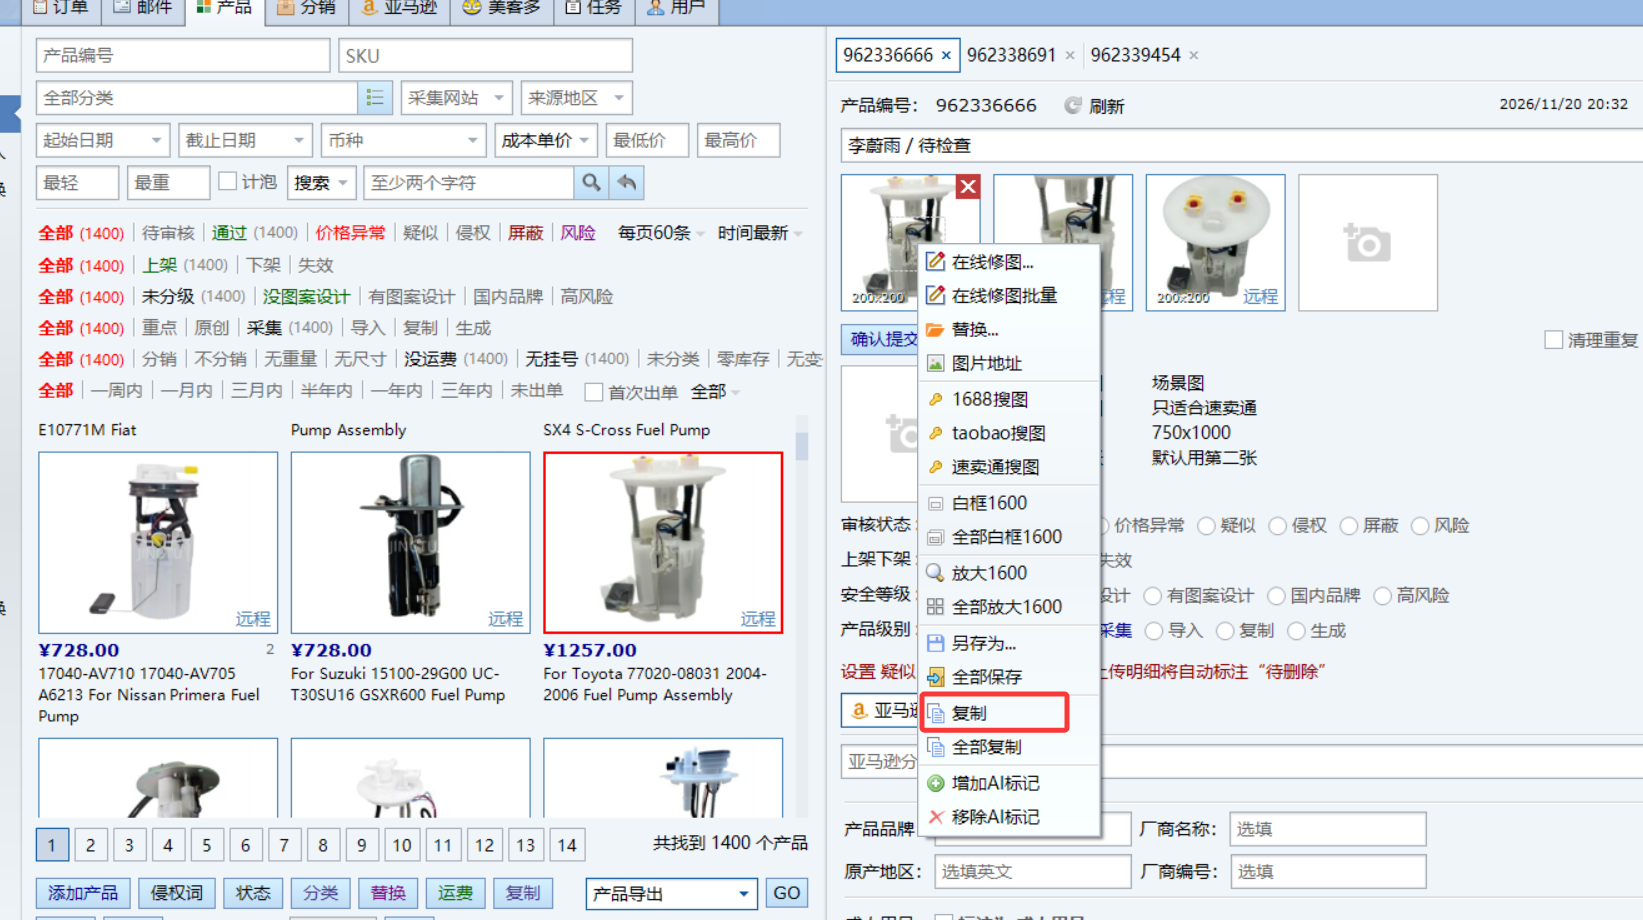 订单 邮件 产品 分销 亚马逊 美客多 任务 用户
产品编号 SKU
全部分类 采集网站 来源地区
起始日期 截止日期 币种 成本单价 最低价 最高价
最轻 最重 计泡 搜索 至少两个字符
全部 (1400) 待审核 通过 (1400) 价格异常 疑似 侵权 屏蔽 风险 每页60条 时间最新
全部 (1400) 上架 (1400) 下架 失效
全部 (1400) 未分级 (1400) 没图案设计 有图案设计 国内品牌 高风险
全部 (1400) 重点 原创 采集 (1400) 导入 复制 生成
全部 (1400) 分销 不分销 无重量 无尺寸 没运费 (1400) 无挂号 (1400) 未分类 零库存 无变
全部 一周内 一月内 三月内 半年内 一年内 三年内 未出单 首次出单 全部
E10771M Fiat
Pump Assembly
SX4 S-Cross Fuel Pump
远程
远程
远程
¥728.00 2
17040-AV710 17040-AV705
A6213 For Nissan Primera Fuel
Pump
¥728.00
For Suzuki 15100-29G00 UC-
T30SU16 GSXR600 Fuel Pump
¥1257.00
For Toyota 77020-08031 2004-
2006 Fuel Pump Assembly
1 2 3 4 5 6 7 8 9 10 11 12 13 14 共找到 1400 个产品
添加产品 侵权词 状态 分类 替换 运费 复制 产品导出 GO
962336666 × 962338691 × 962339454 ×
产品编号: 962336666 刷新 2026/11/20 20:32
李蔚雨 / 待检查
200x200
程
200x200 远程
确认提交
清理重复
场景图
只适合速卖通
750x1000
默认用第二张
审核状态: 价格异常 疑似 侵权 屏蔽 风险
上架下架: 失效
安全等级: 设计 有图案设计 国内品牌 高风险
产品级别: 采集 导入 复制 生成
设置 疑似 上传明细将自动标注 “待删除”
亚马逊
亚马逊分
产品品牌 厂商名称: 选填
原产地区: 选填英文 厂商编号: 选填
在线修图...
在线修图批量
替换...
图片地址
1688搜图
taobao搜图
速卖通搜图
白框1600
全部白框1600
放大1600
全部放大1600
另存为...
全部保存
复制
全部复制
增加AI标记
移除AI标记